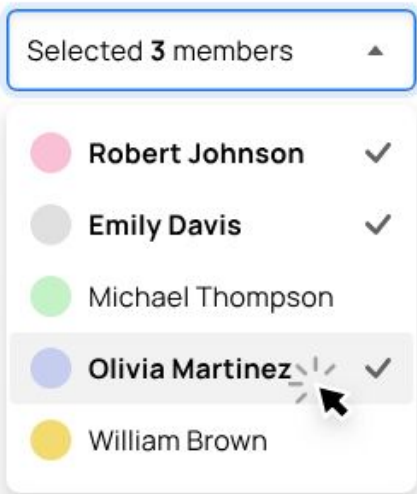 Selected 3 members
Robert Johnson
Emily Davis
Michael Thompson
Olivia Martinez
William Brown